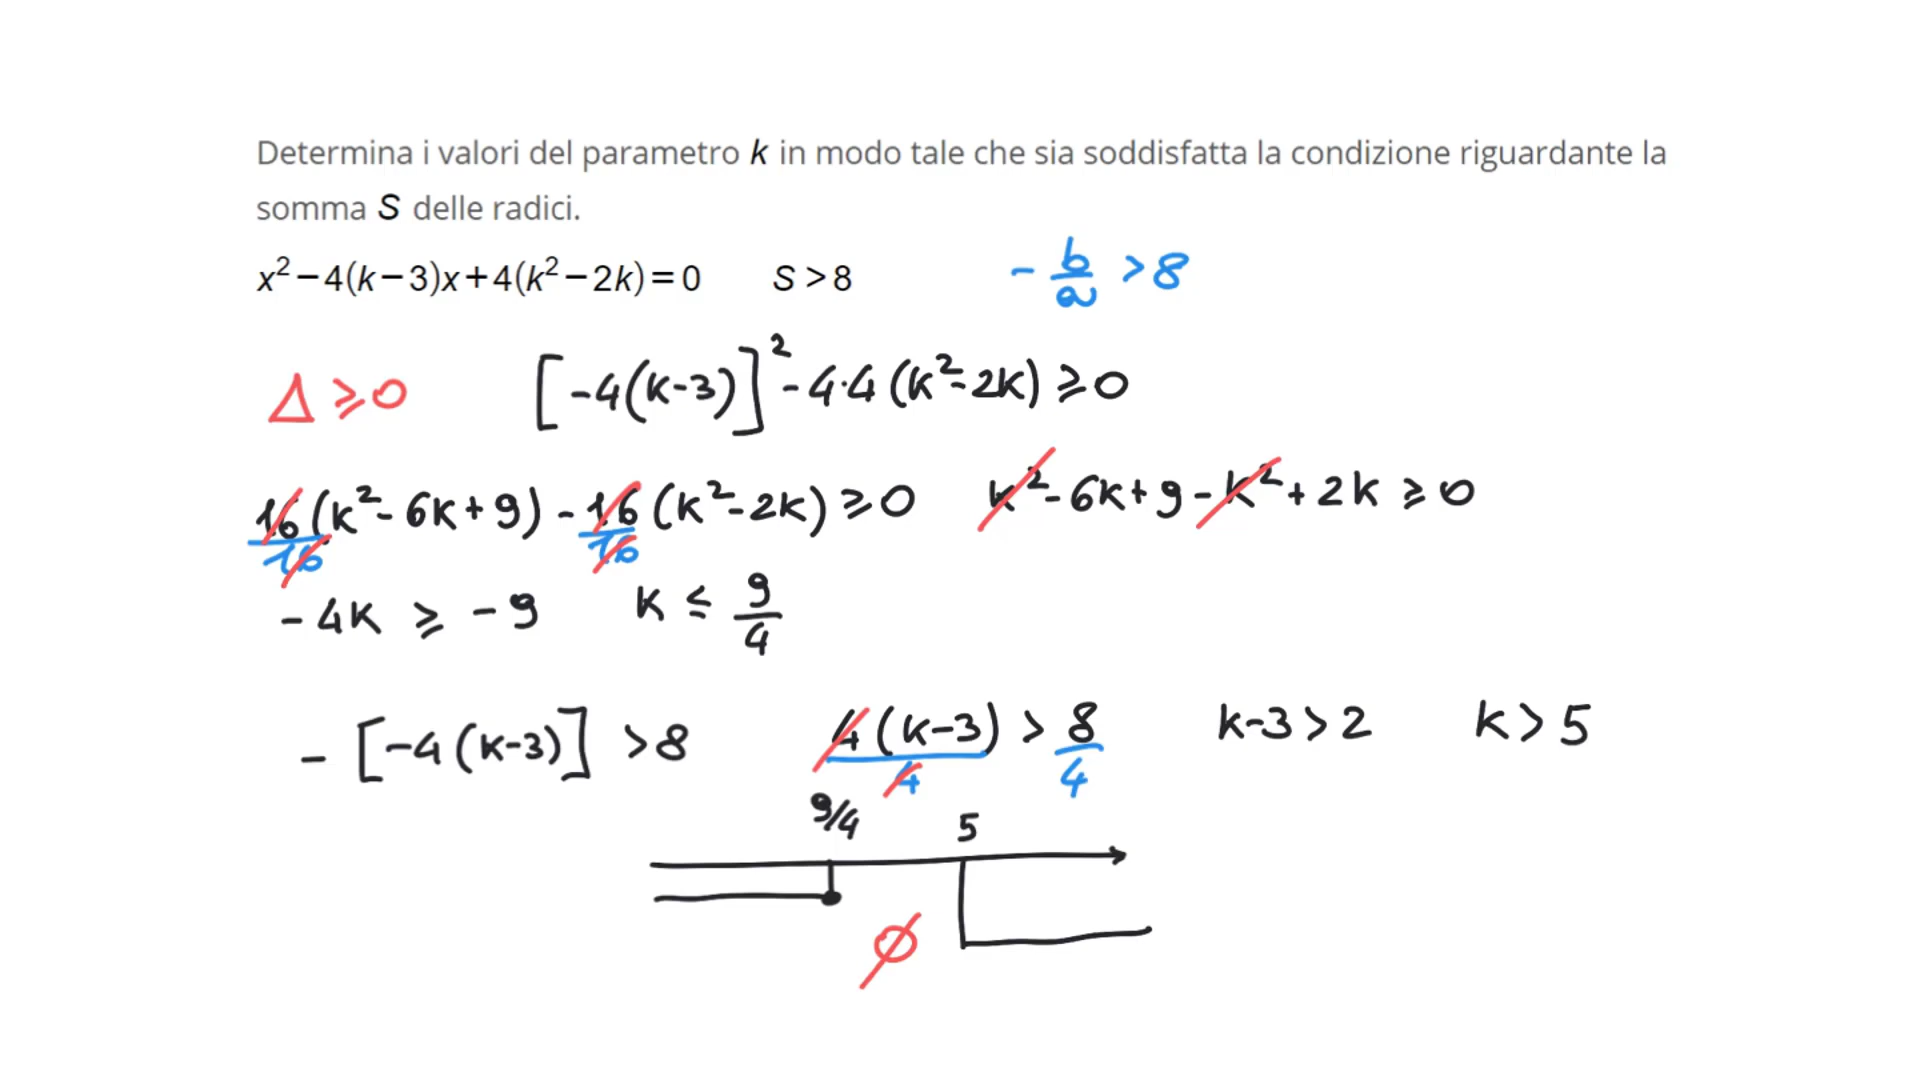 Determina i valori del parametro k in modo tale che sia soddisfatta la condizione riguardante la
somma S delle radici.
x² − 4(k − 3)x + 4(k² − 2k) = 0 S > 8 - b/a > 8
Δ ⩾ 0 [-4(k-3)]² - 4·4(k²-2k) ⩾ 0
16/16 (k²-6k+9) - 16/16 (k²-2k) ⩾ 0 k²-6k+9-k²+2k ⩾ 0
-4k ⩾ -9 k ≤ 9/4
-[-4(k-3)] > 8 4(k-3)/4 > 8/4 k-3 > 2 k > 5
9/4 5
∅